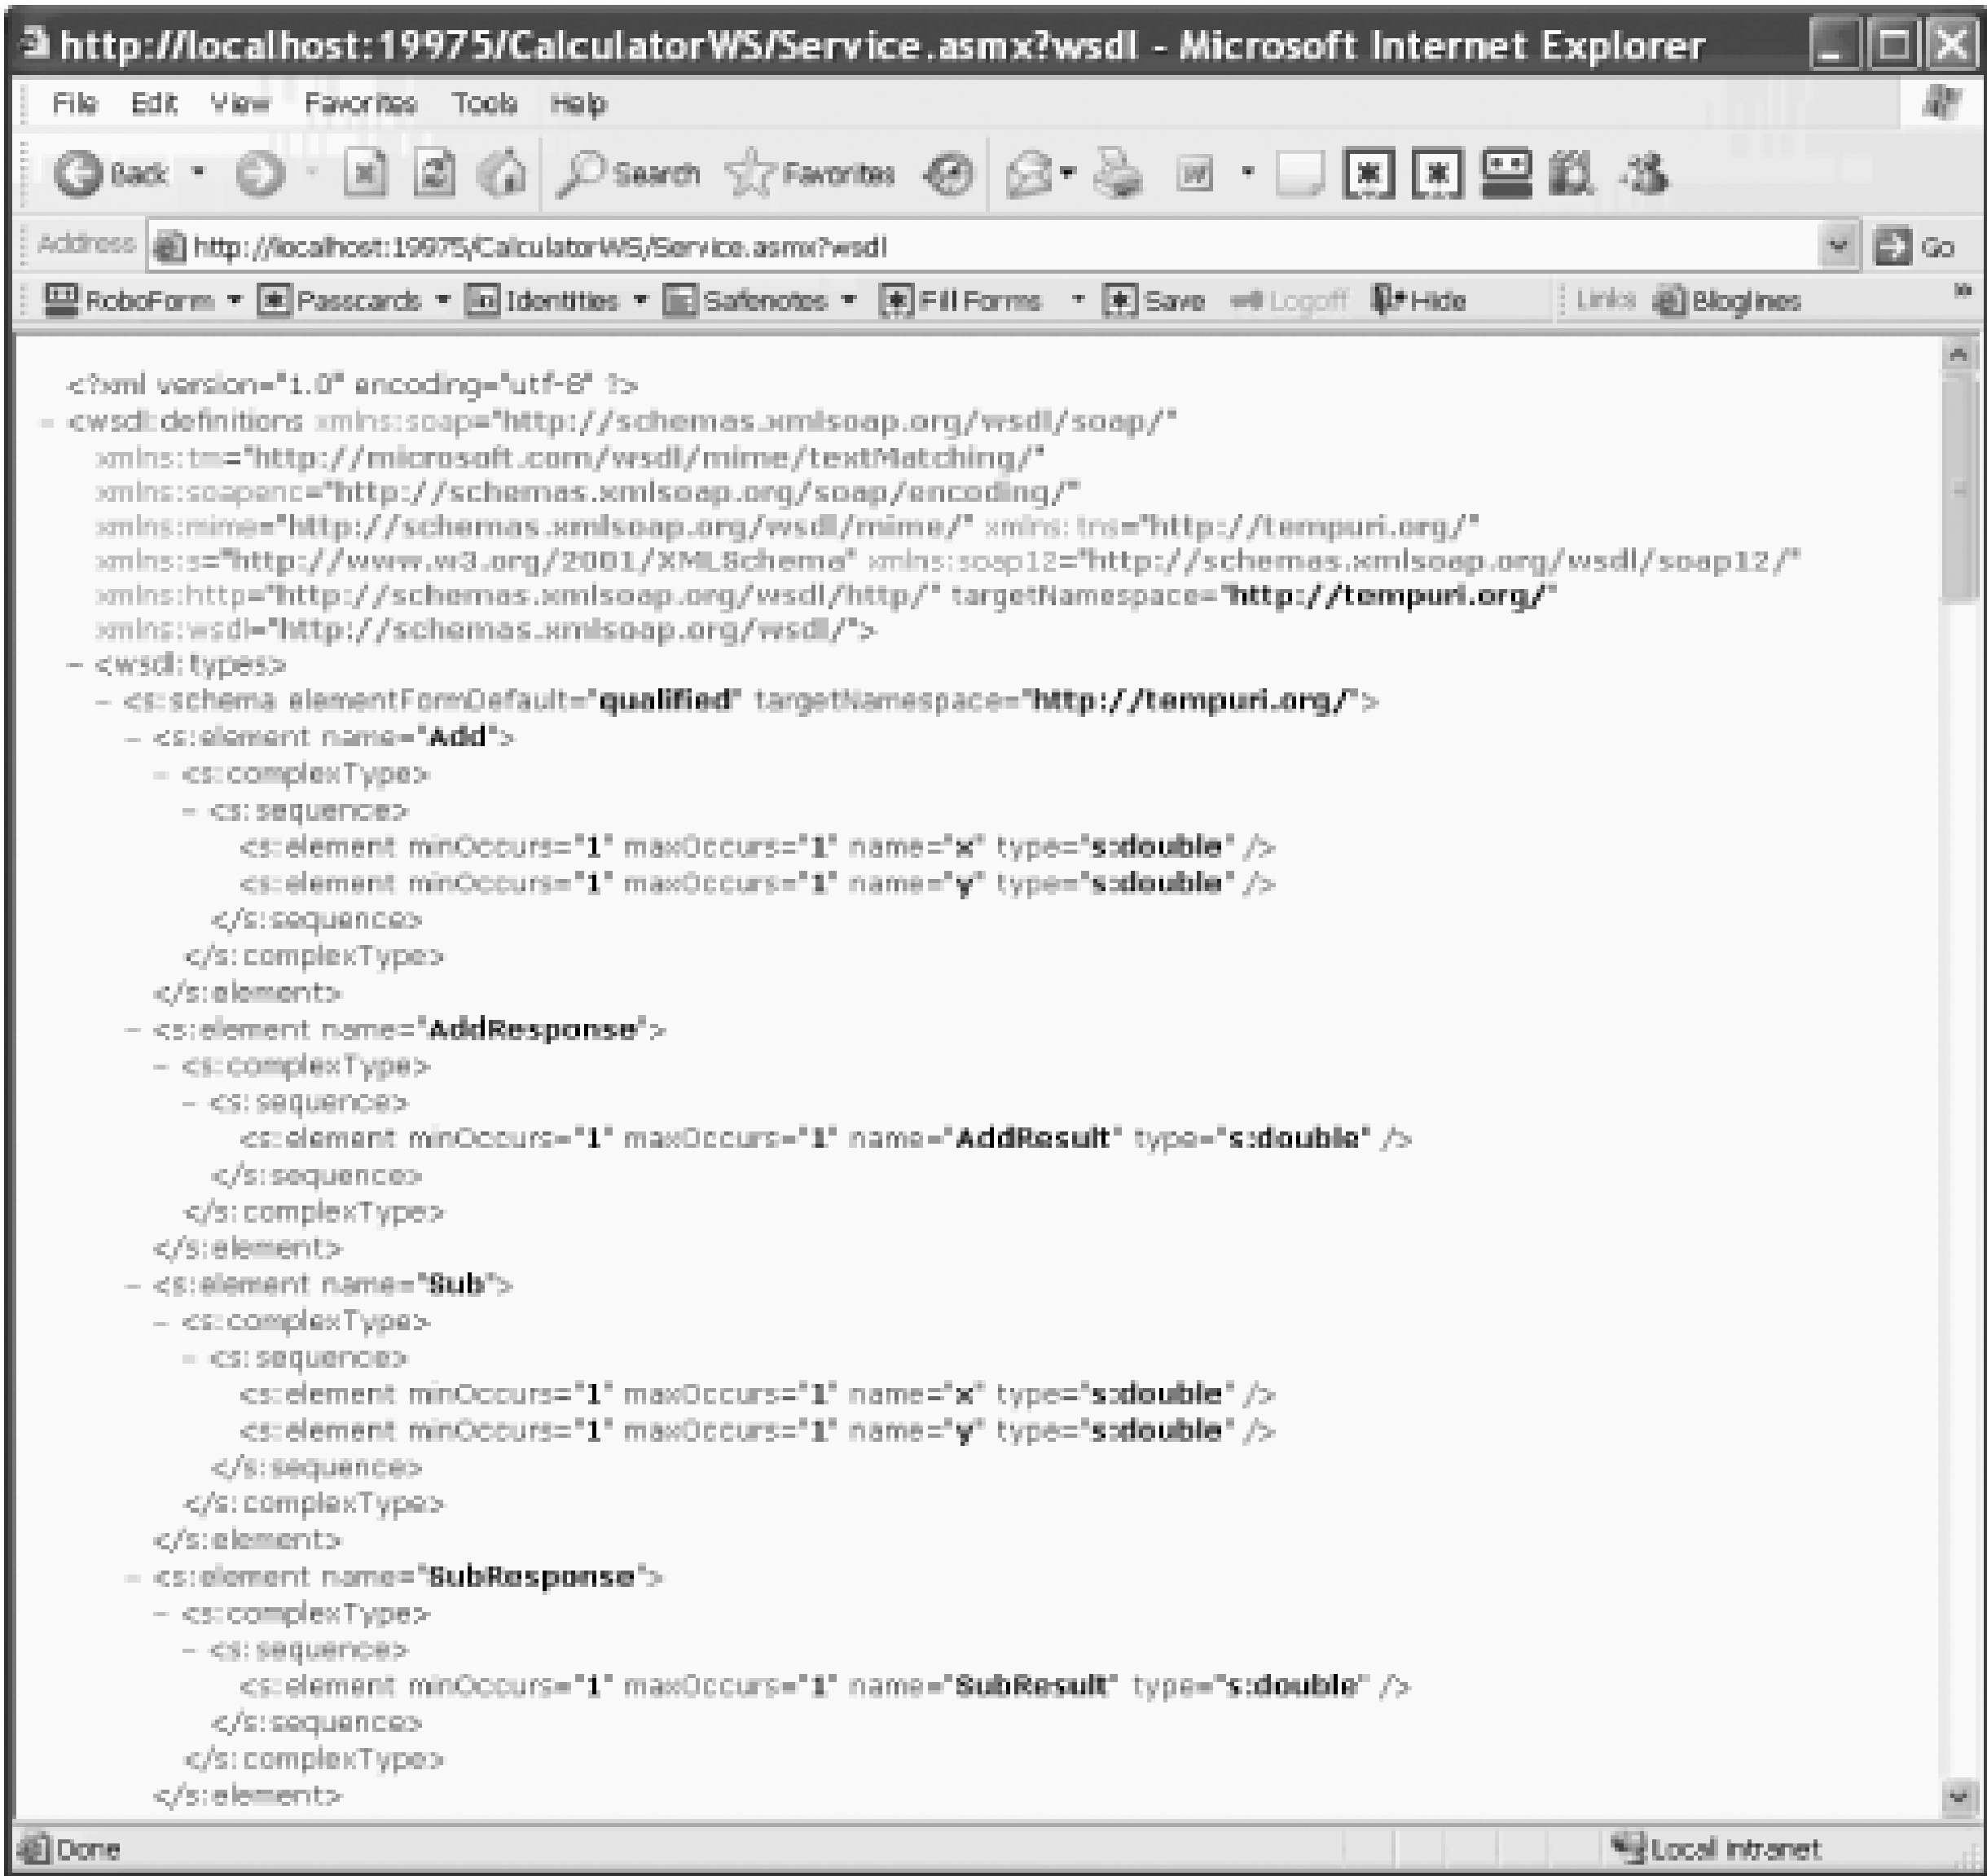 http://localhost:19975/CalculatorWS/Service.asmx?wsdl - Microsoft Internet Explorer
File Edit View Favorites Tools Help
Back Search Favorites
Address http://localhost:19975/CalculatorWS/Service.asmx?wsdl Go
RoboForm Passcards Identities Safenotes Fill Forms Save Logoff Hide Links Bloglines »
<?xml version="1.0" encoding="utf-8" ?>
- <wsdl:definitions xmlns:soap="http://schemas.xmlsoap.org/wsdl/soap/"
xmlns:tm="http://microsoft.com/wsdl/mime/textMatching/"
xmlns:soapenc="http://schemas.xmlsoap.org/soap/encoding/"
xmlns:mime="http://schemas.xmlsoap.org/wsdl/mime/" xmlns:tns="http://tempuri.org/"
xmlns:s="http://www.w3.org/2001/XMLSchema" xmlns:soap12="http://schemas.xmlsoap.org/wsdl/soap12/"
xmlns:http="http://schemas.xmlsoap.org/wsdl/http/" targetNamespace="http://tempuri.org/"
xmlns:wsdl="http://schemas.xmlsoap.org/wsdl/">
- <wsdl:types>
- <s:schema elementFormDefault="qualified" targetNamespace="http://tempuri.org/">
- <s:element name="Add">
- <s:complexType>
- <s:sequence>
<s:element minOccurs="1" maxOccurs="1" name="x" type="s:double" />
<s:element minOccurs="1" maxOccurs="1" name="y" type="s:double" />
</s:sequence>
</s:complexType>
</s:element>
- <s:element name="AddResponse">
- <s:complexType>
- <s:sequence>
<s:element minOccurs="1" maxOccurs="1" name="AddResult" type="s:double" />
</s:sequence>
</s:complexType>
</s:element>
- <s:element name="Sub">
- <s:complexType>
- <s:sequence>
<s:element minOccurs="1" maxOccurs="1" name="x" type="s:double" />
<s:element minOccurs="1" maxOccurs="1" name="y" type="s:double" />
</s:sequence>
</s:complexType>
</s:element>
- <s:element name="SubResponse">
- <s:complexType>
- <s:sequence>
<s:element minOccurs="1" maxOccurs="1" name="SubResult" type="s:double" />
</s:sequence>
</s:complexType>
</s:element>
Done Local intranet